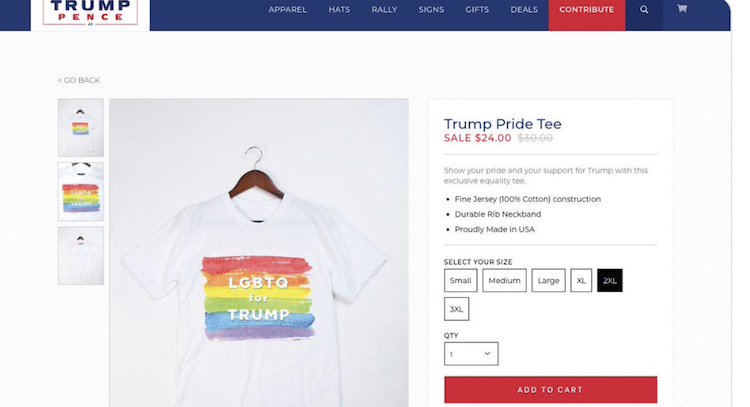 TRUMP
PENCE
APPAREL HATS RALLY SIGNS GIFTS DEALS CONTRIBUTE
< GO BACK
Trump Pride Tee
SALE $24.00 $30.00
Show your pride and your support for Trump with this
exclusive equality tee.
• Fine Jersey (100% Cotton) construction
• Durable Rib Neckband
• Proudly Made in USA
SELECT YOUR SIZE
Small Medium Large XL 2XL
3XL
QTY
1
ADD TO CART
LGBTQ
for
TRUMP
LGBTQ
for
TRUMP